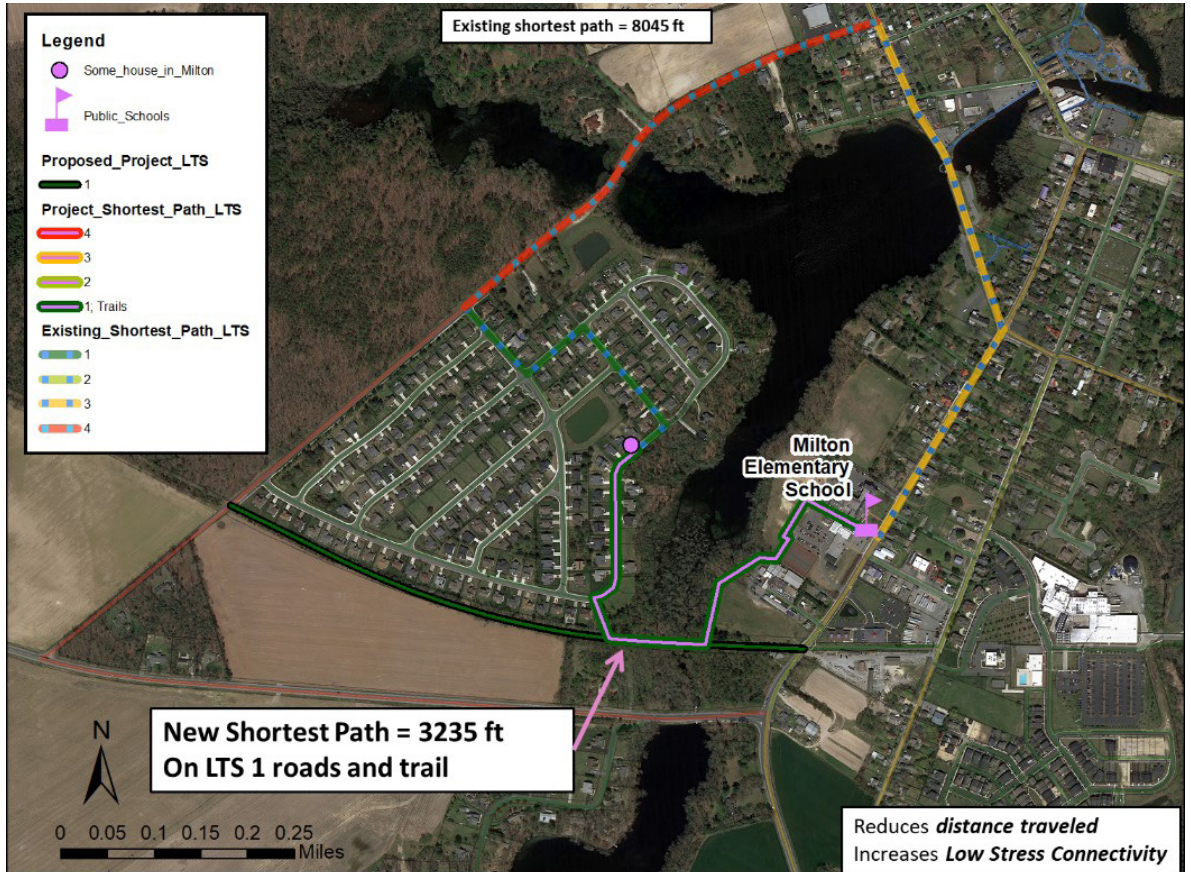 Existing shortest path = 8045 ft
Legend
Some_house_in_Milton
Public_Schools
Proposed_Project_LTS
1
Project_Shortest_Path_LTS
4
3
2
1; Trails
Existing_Shortest_Path_LTS
1
2
3
4
Milton
Elementary
School
New Shortest Path = 3235 ft
On LTS 1 roads and trail
N
0 0.05 0.1 0.15 0.2 0.25
Miles
Reduces distance traveled
Increases Low Stress Connectivity